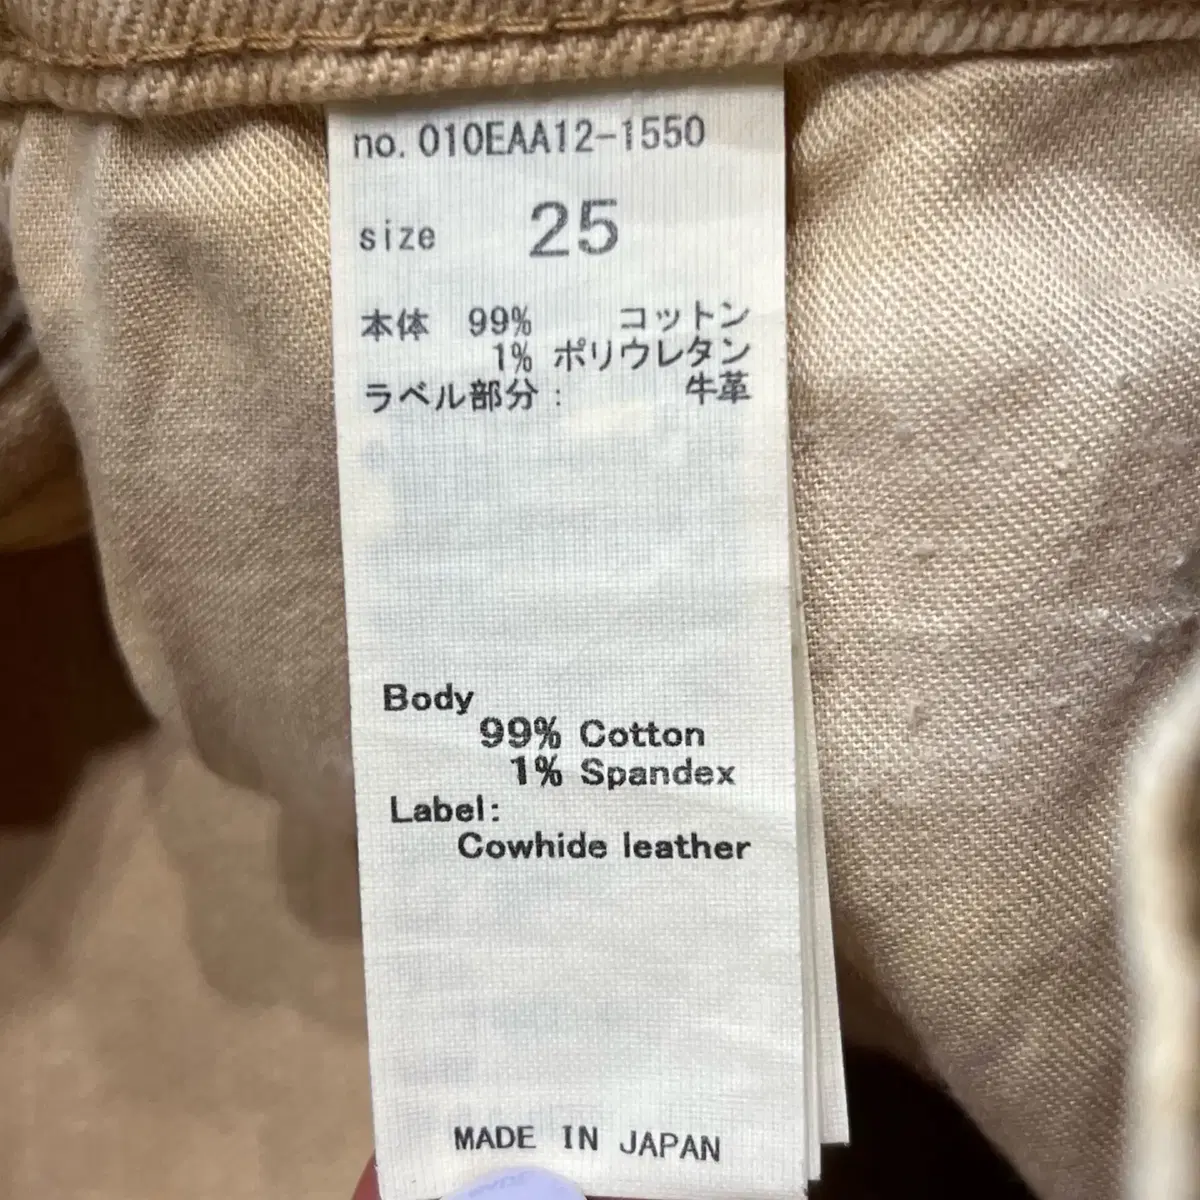 no. 010EAA12-1550
size 25
本体 99% コットン
1% ポリウレタン
ラベル部分: 牛革
Body
99% Cotton
1% Spandex
Label:
Cowhide leather
MADE IN JAPAN